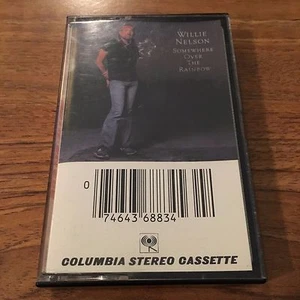 WILLIE
NELSON
SOMEWHERE
OVER
THE
RAINBOW
0
74643 68834
COLUMBIA STEREO CASSETTE